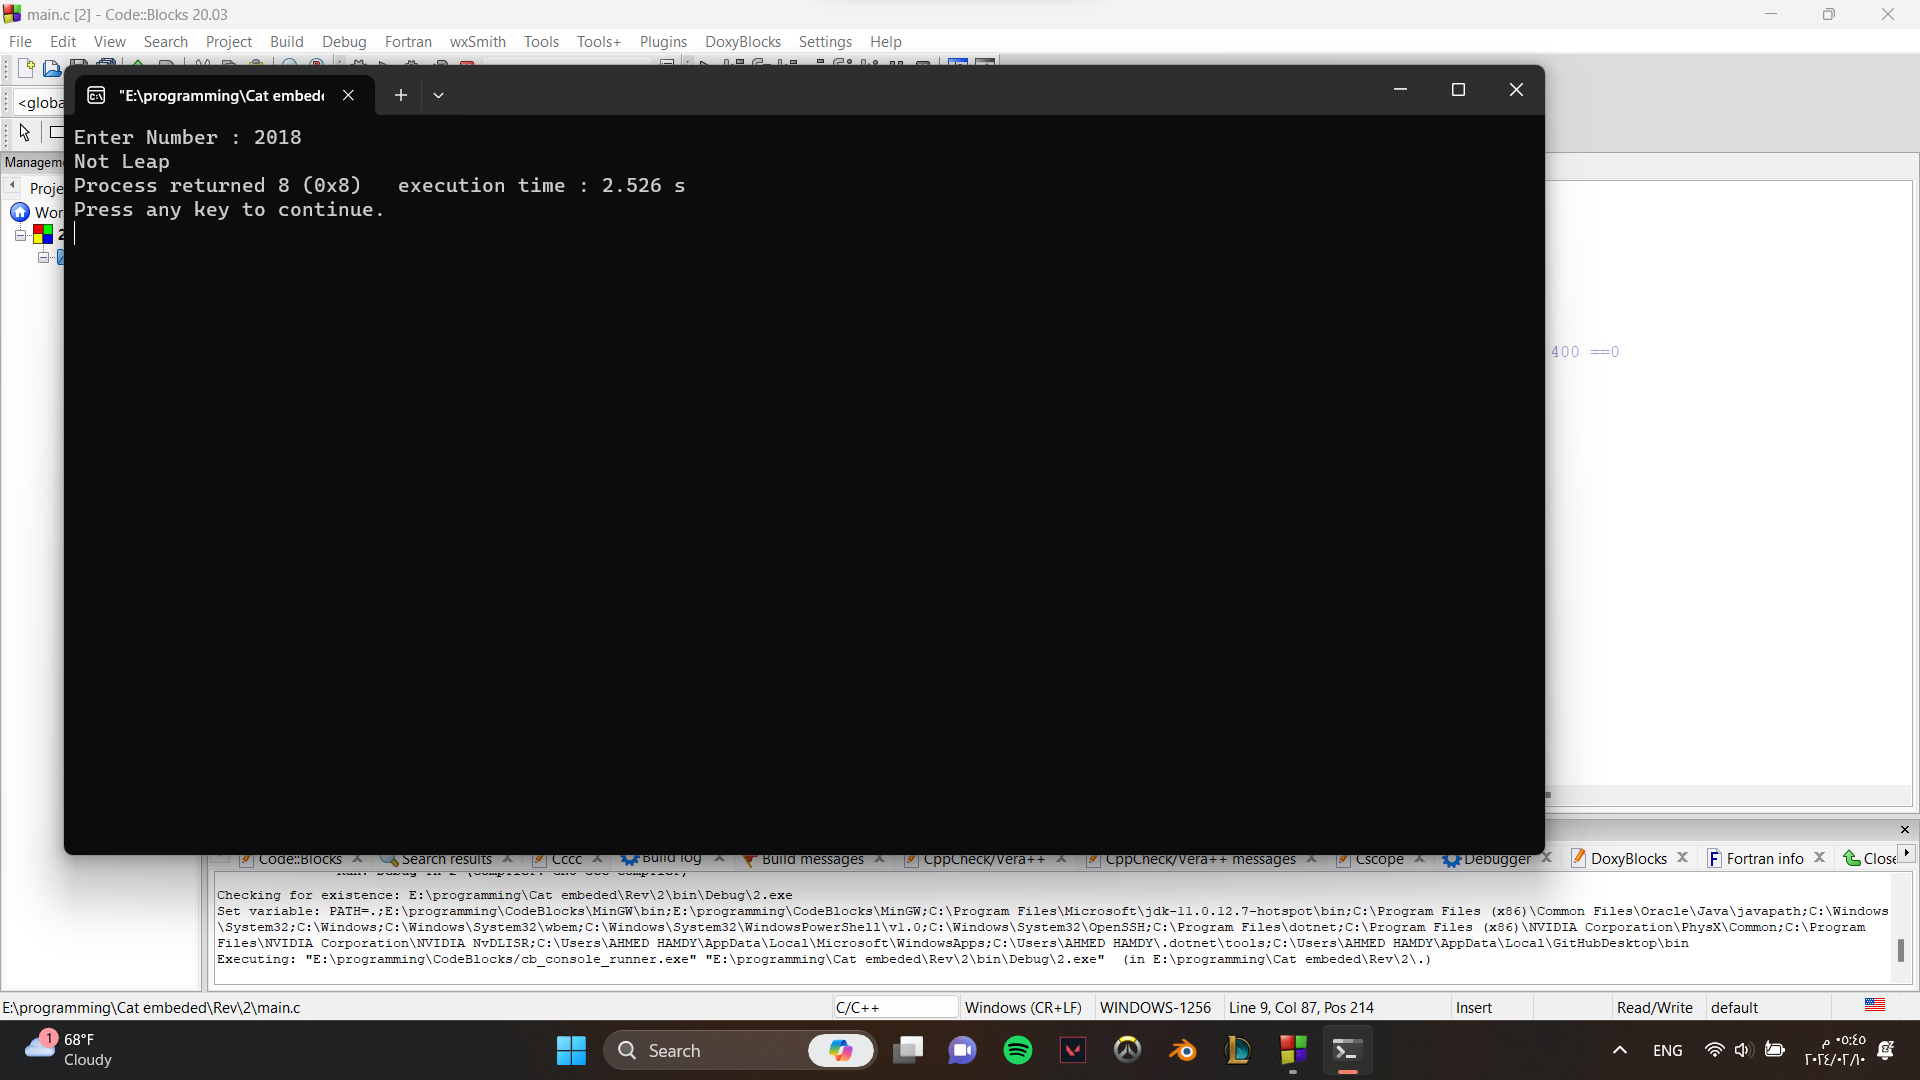 main.c [2] - Code::Blocks 20.03
File Edit View Search Project Build Debug Fortran wxSmith Tools Tools+ Plugins DoxyBlocks Settings Help
<globa
"E:\programming\Cat embede
Enter Number : 2018
Not Leap
Process returned 8 (0x8)   execution time : 2.526 s
Press any key to continue.
Managem
Proje
Wor
2
400 ==0
Code::Blocks Search results Cccc Build log Build messages CppCheck/Vera++ CppCheck/Vera++ messages Cscope Debugger DoxyBlocks Fortran info Close
Checking for existence: E:\programming\Cat embeded\Rev\2\bin\Debug\2.exe
Set variable: PATH=.;E:\programming\CodeBlocks\MinGW\bin;E:\programming\CodeBlocks\MinGW;C:\Program Files\Microsoft\jdk-11.0.12.7-hotspot\bin;C:\Program Files (x86)\Common Files\Oracle\Java\javapath;C:\Windows
\System32;C:\Windows;C:\Windows\System32\wbem;C:\Windows\System32\WindowsPowerShell\v1.0;C:\Windows\System32\OpenSSH;C:\Program Files\dotnet;C:\Program Files (x86)\NVIDIA Corporation\PhysX\Common;C:\Program
Files\NVIDIA Corporation\NVIDIA NvDLISR;C:\Users\AHMED HAMDY\AppData\Local\Microsoft\WindowsApps;C:\Users\AHMED HAMDY\.dotnet\tools;C:\Users\AHMED HAMDY\AppData\Local\GitHubDesktop\bin
Executing: "E:\programming\CodeBlocks/cb_console_runner.exe" "E:\programming\Cat embeded\Rev\2\bin\Debug\2.exe"  (in E:\programming\Cat embeded\Rev\2\.)
E:\programming\Cat embeded\Rev\2\main.c C/C++ Windows (CR+LF) WINDOWS-1256 Line 9, Col 87, Pos 214 Insert Read/Write default
1 68°F
Cloudy
Search
ENG
٠٥:٤٥ م
٢٠٢٤/٠٢/١٠